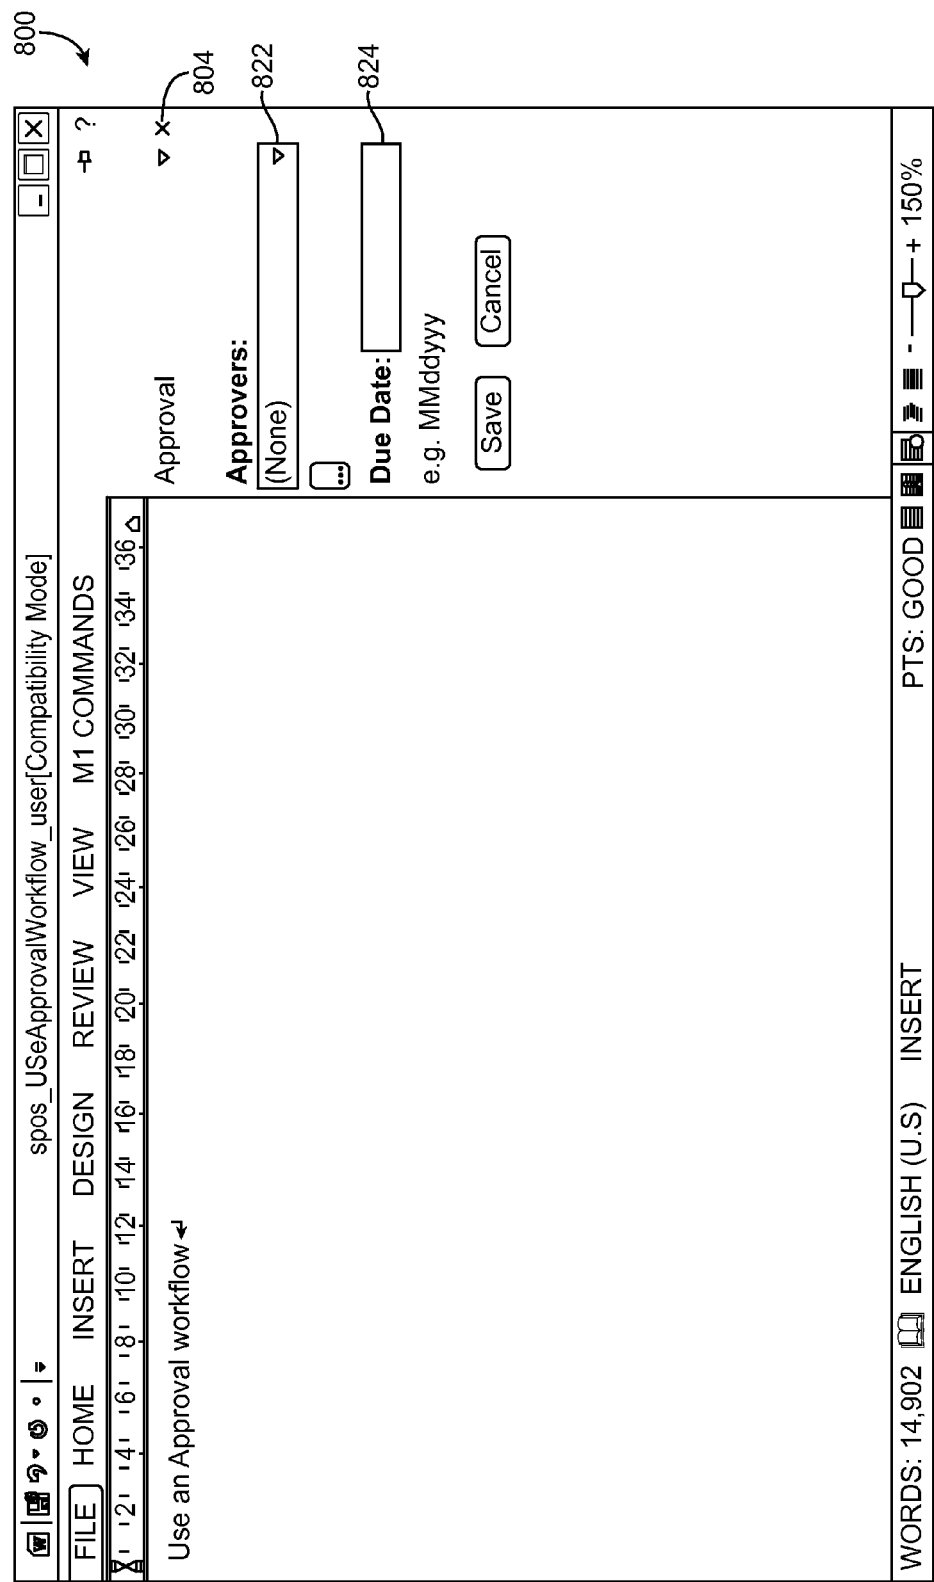 800
W
spos_USeApprovalWorkflow_user[Compatibility Mode]
FILE HOME INSERT DESIGN REVIEW VIEW M1 COMMANDS ?
2 4 6 8 10 12 14 16 18 20 22 24 26 28 30 32 34 36
Use an Approval workflow
Approval
804
Approvers:
(None)
822
...
Due Date:
824
e.g. MMddyyy
Save Cancel
WORDS: 14,902 ENGLISH (U.S) INSERT PTS: GOOD - + 150%